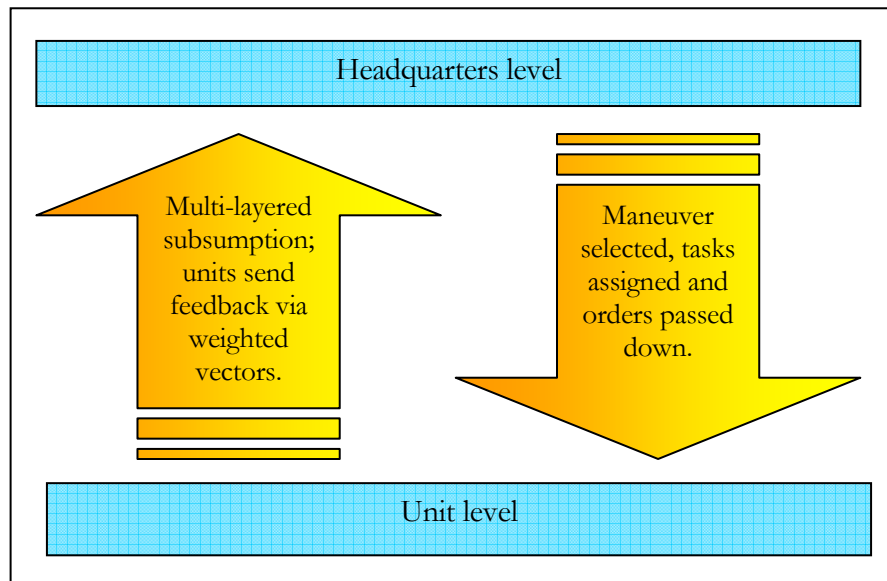 Headquarters level
Multi-layered
subsumption;
units send
feedback via
weighted
vectors.
Maneuver
selected, tasks
assigned and
orders passed
down.
Unit level